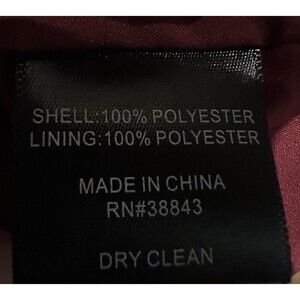 SHELL:100% POLYESTER
LINING:100% POLYESTER
MADE IN CHINA
RN#38843
DRY CLEAN